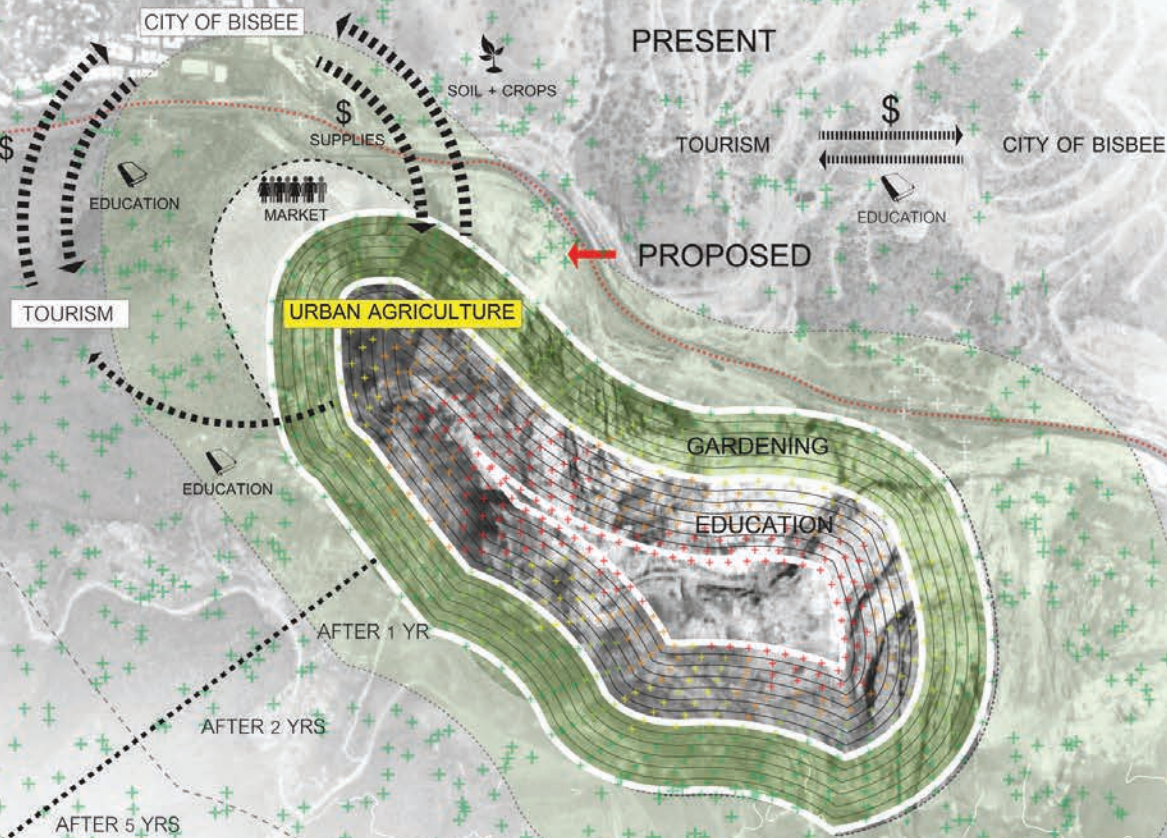 CITY OF BISBEE
PRESENT
SOIL + CROPS
$
$
SUPPLIES
$
TOURISM
CITY OF BISBEE
EDUCATION
EDUCATION
MARKET
PROPOSED
TOURISM
URBAN AGRICULTURE
GARDENING
EDUCATION
EDUCATION
AFTER 1 YR
AFTER 2 YRS
AFTER 5 YRS